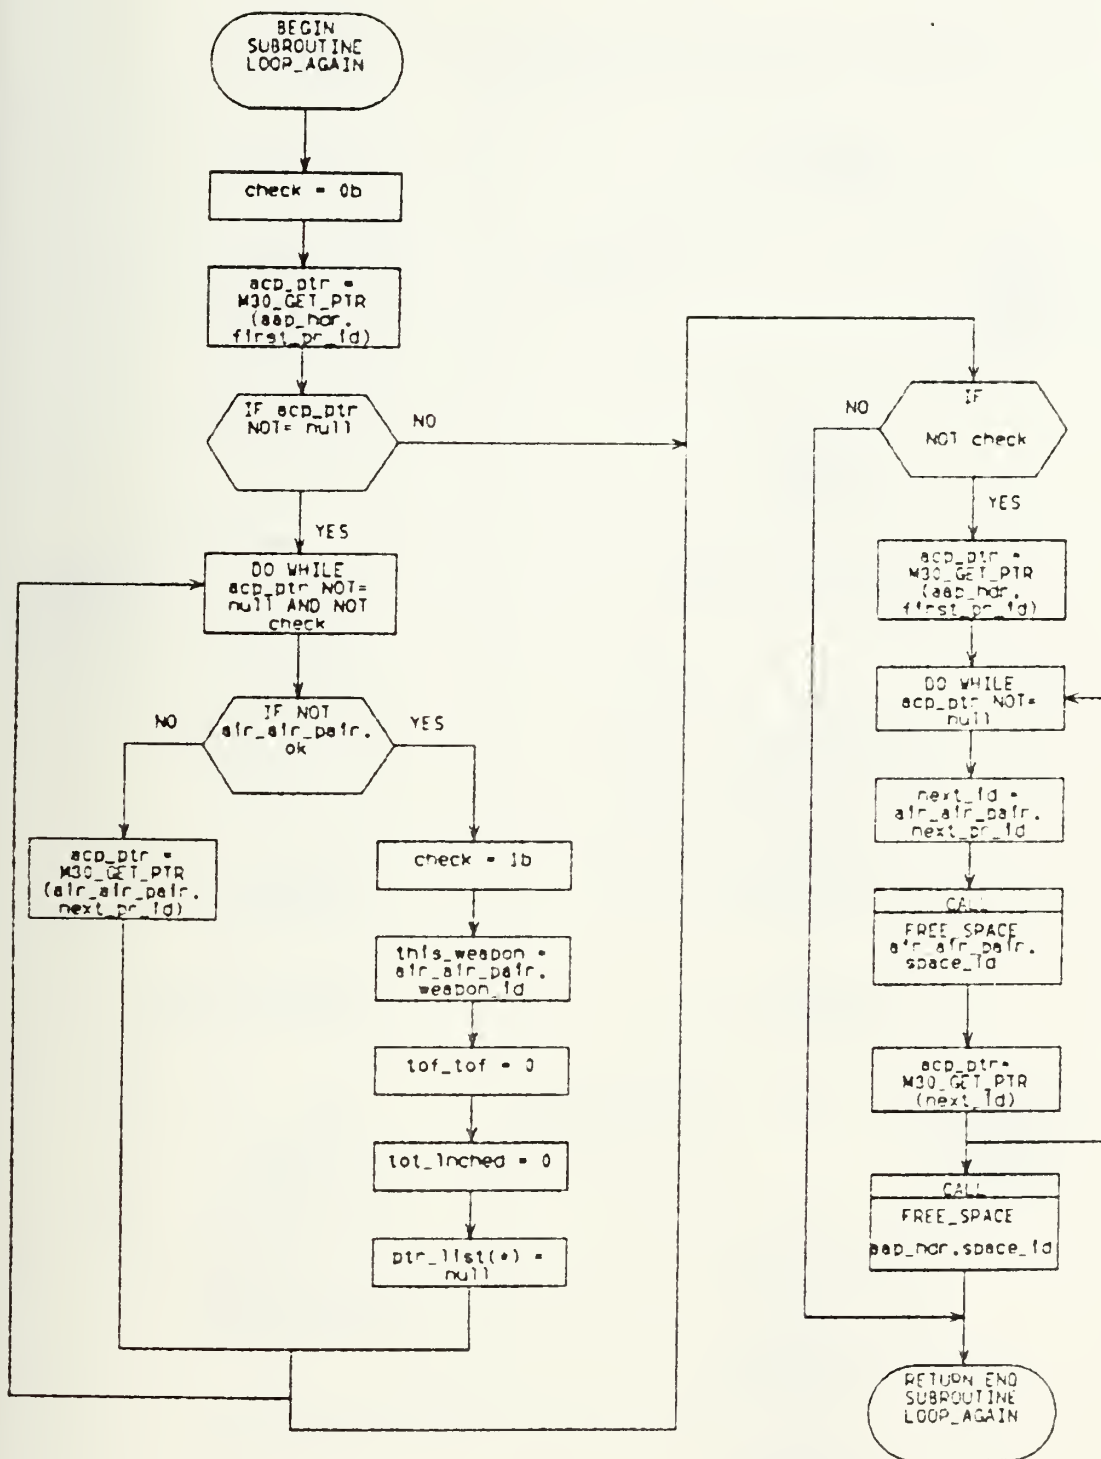 BEGIN
SUBROUTINE
LOOP_AGAIN
check = 0b
acp_ptr =
M30_GET_PTR
(aap_hdr.
first_pr_id)
IF acp_ptr
NOT= null
NO
YES
DO WHILE
acp_ptr NOT=
null AND NOT
check
IF NOT
air_air_pair.
ok
NO
YES
acp_ptr =
M30_GET_PTR
(air_air_pair.
next_pr_id)
check = 1b
this_weapon =
air_air_pair.
weapon_id
tof_tof = 0
tot_lnched = 0
ptr_list(*) =
null
IF
NOT check
NO
YES
acp_ptr =
M30_GET_PTR
(aap_hdr.
first_pr_id)
DO WHILE
acp_ptr NOT=
null
next_id =
air_air_pair.
next_pr_id
CALL
FREE_SPACE
air_air_pair.
space_id
acp_ptr=
M30_GET_PTR
(next_id)
CALL
FREE_SPACE
aap_hdr.space_id
RETURN END
SUBROUTINE
LOOP_AGAIN